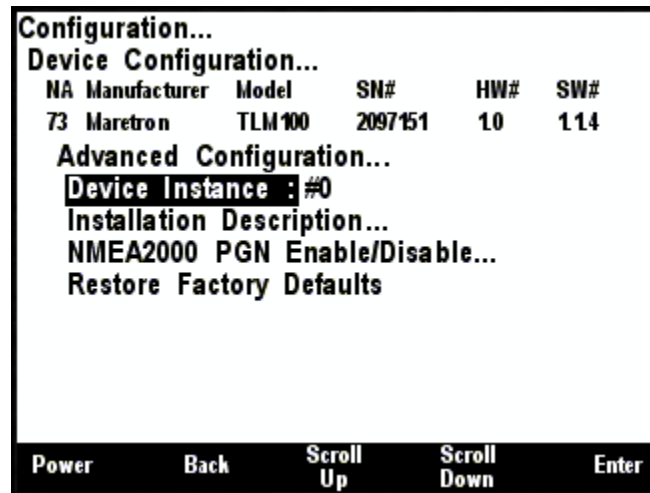 Configuration...
Device Configuration...
NA Manufacturer Model SN# HW# SW#
73 Maretron TLM100 2097151 1.0 1.1.4
Advanced Configuration...
Device Instance : #0
Installation Description...
NMEA2000 PGN Enable/Disable...
Restore Factory Defaults
Power Back Scroll Up Scroll Down Enter